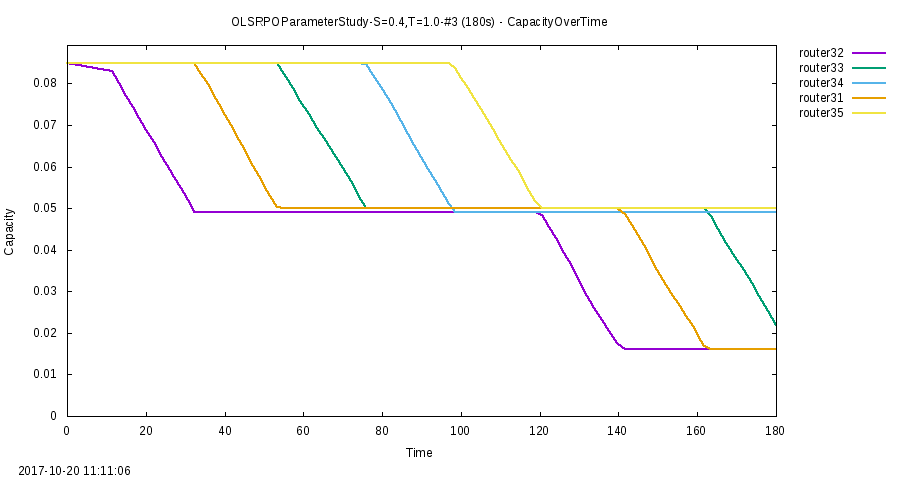 OLSRPOParameterStudy-S=0.4,T=1.0-#3 (180s) - CapacityOverTime
router32
router33
router34
router31
router35
0.08
0.07
0.06
0.05
0.04
0.03
0.02
0.01
0
Capacity
0 20 40 60 80 100 120 140 160 180
Time
2017-10-20 11:11:06